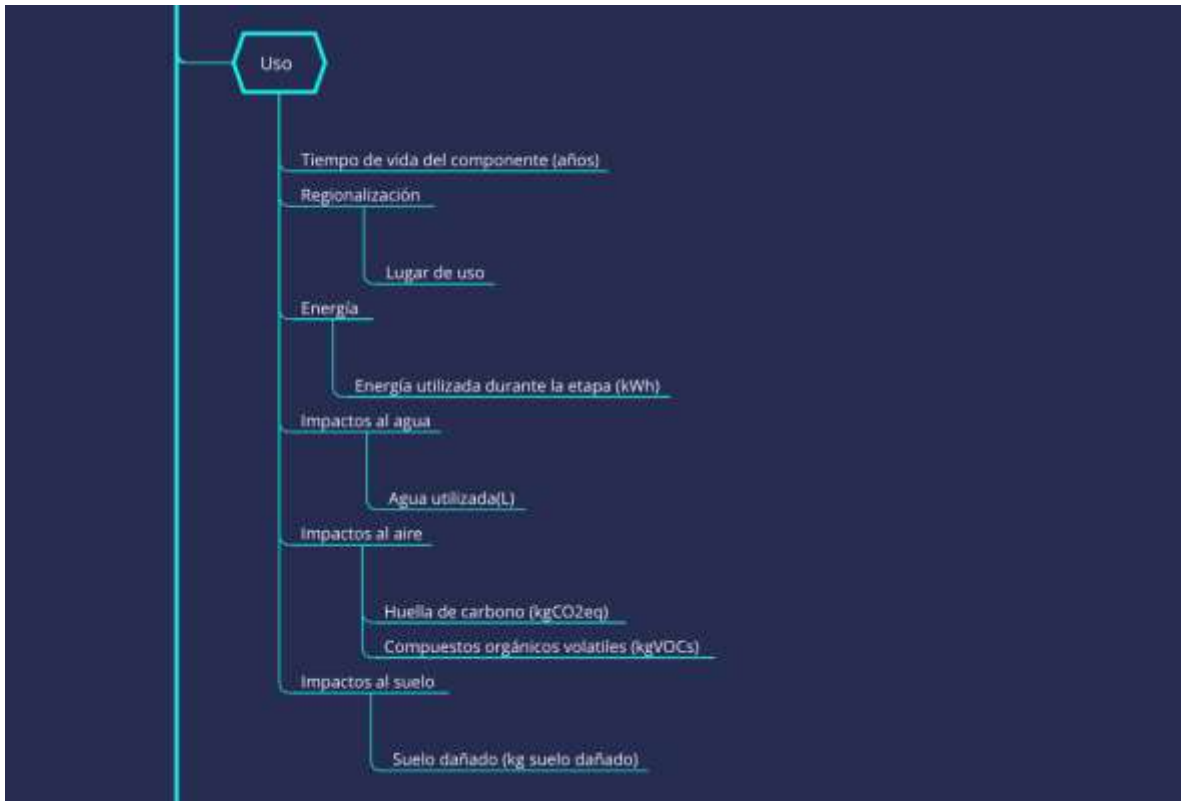 Uso
Tiempo de vida del componente (años)
Regionalización
Lugar de uso
Energía
Energía utilizada durante la etapa (kWh)
Impactos al agua
Agua utilizada(L)
Impactos al aire
Huella de carbono (kgCO2eq)
Compuestos orgánicos volatiles (kgVOCs)
Impactos al suelo
Suelo dañado (kg suelo dañado)